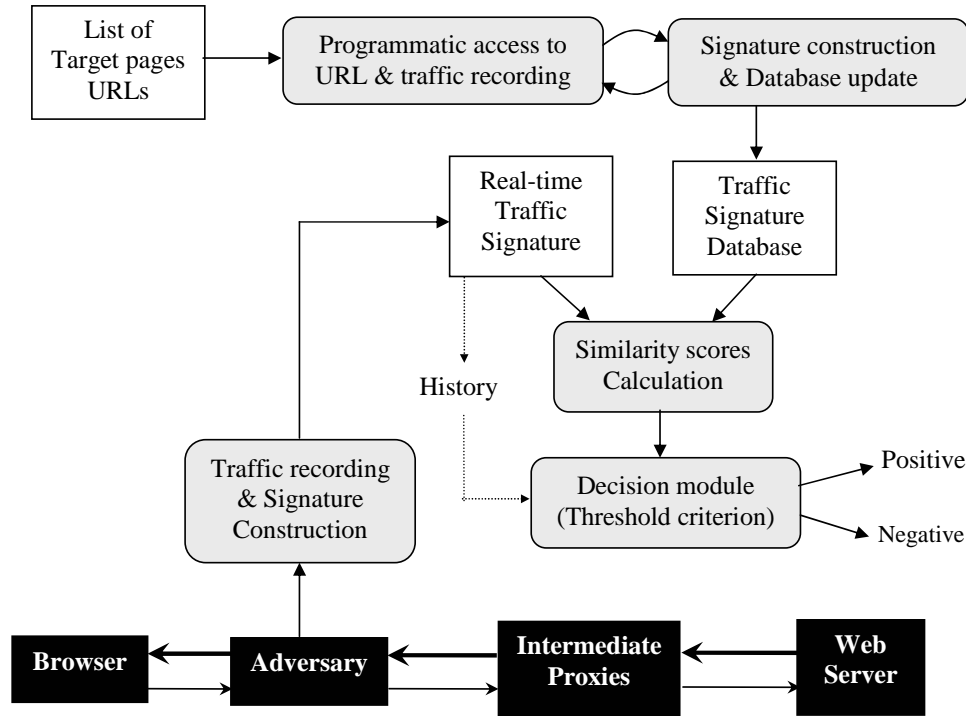 List of
Target pages
URLs
Programmatic access to
URL & traffic recording
Signature construction
& Database update
Real-time
Traffic
Signature
Traffic
Signature
Database
Similarity scores
Calculation
History
Traffic recording
& Signature
Construction
Decision module
(Threshold criterion)
Positive
Negative
Browser
Adversary
Intermediate
Proxies
Web
Server